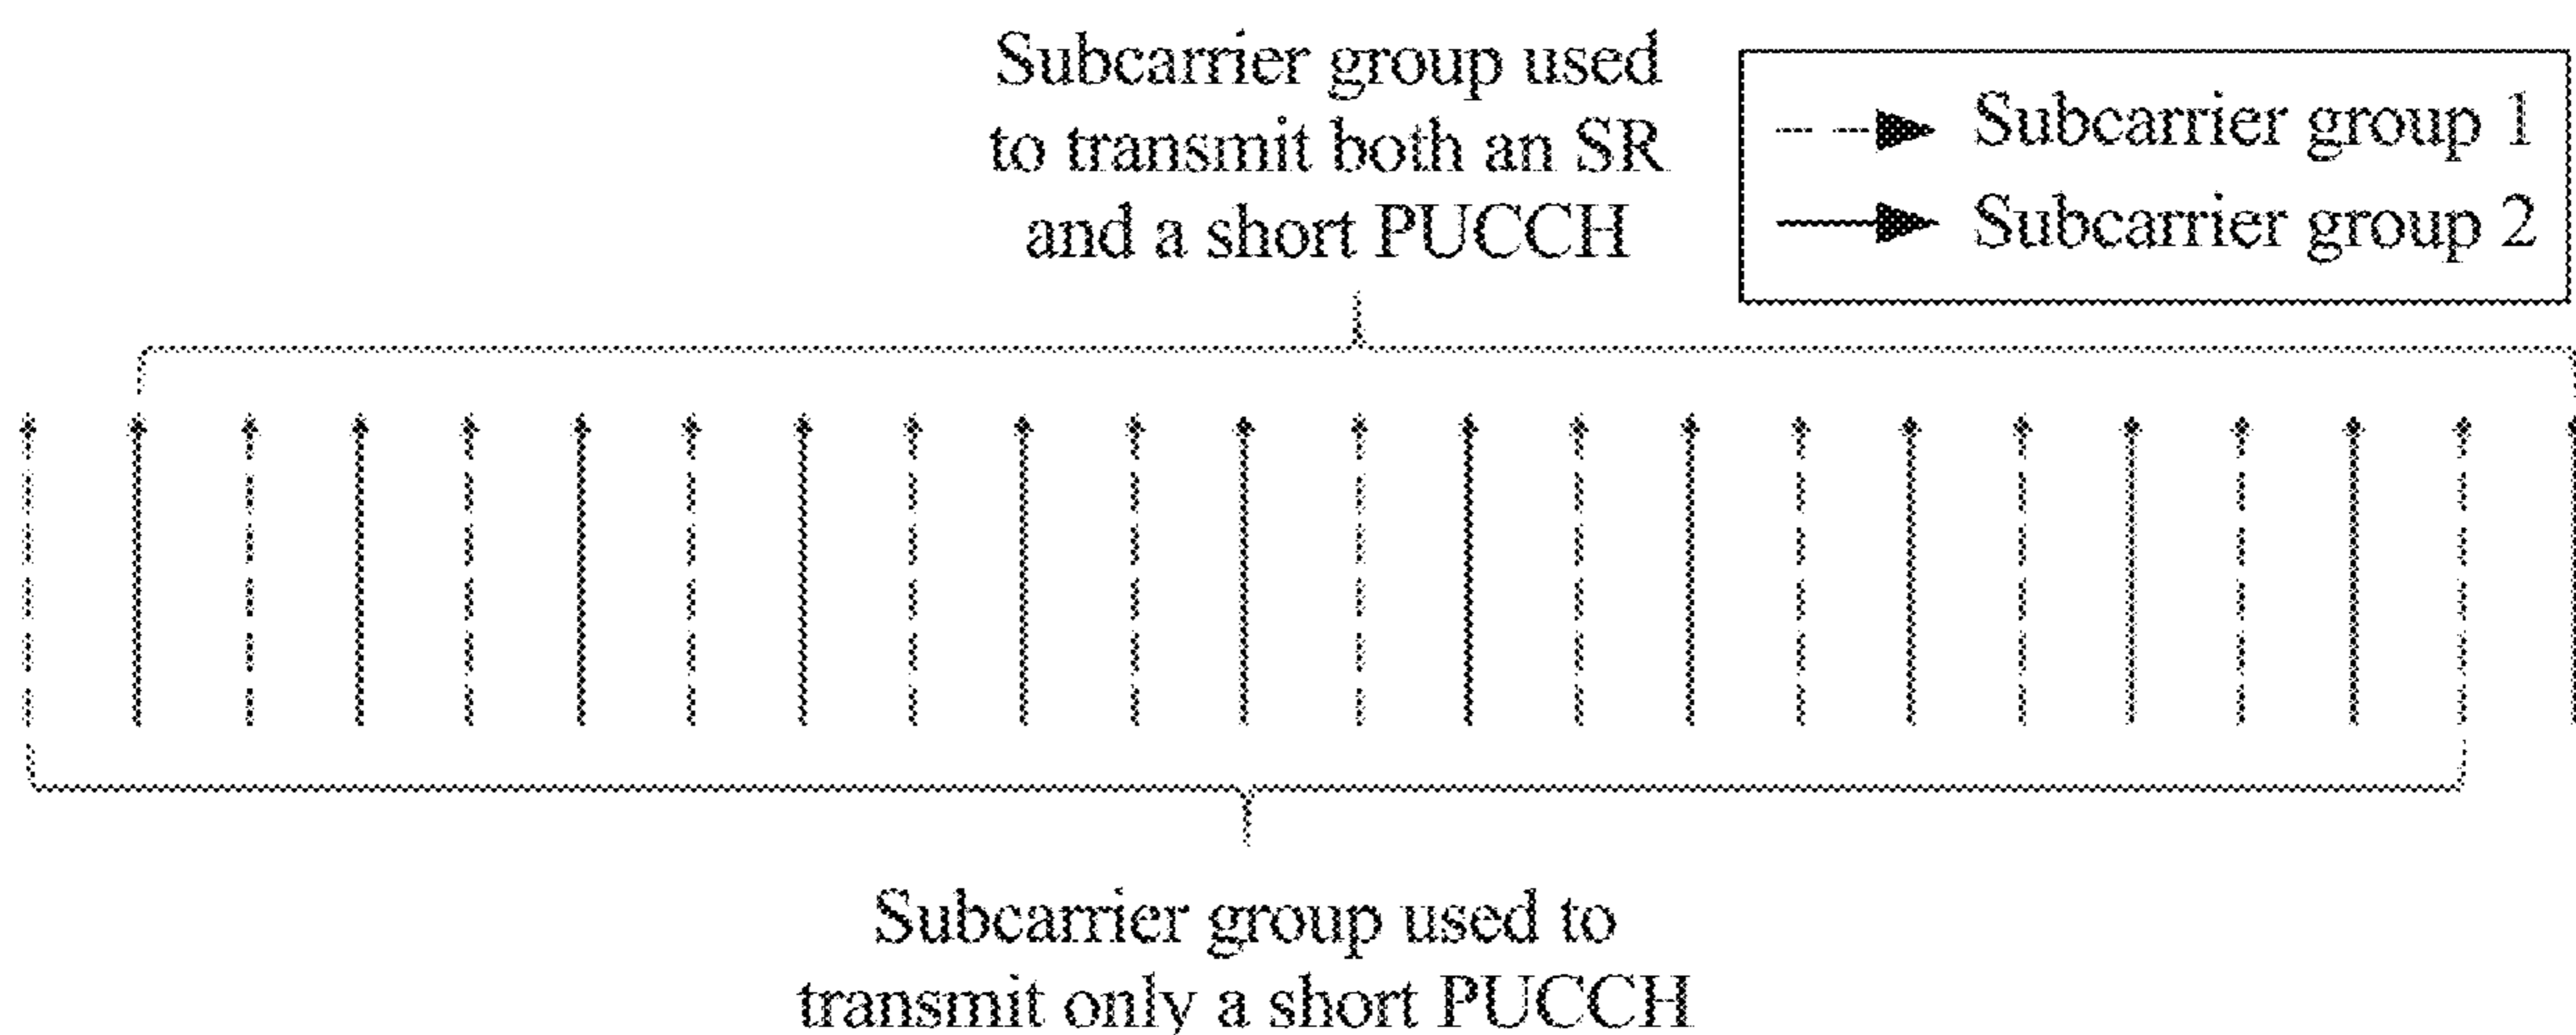 Subcarrier group used
to transmit both an SR
and a short PUCCH
Subcarrier group 1
Subcarrier group 2
Subcarrier group used to
transmit only a short PUCCH